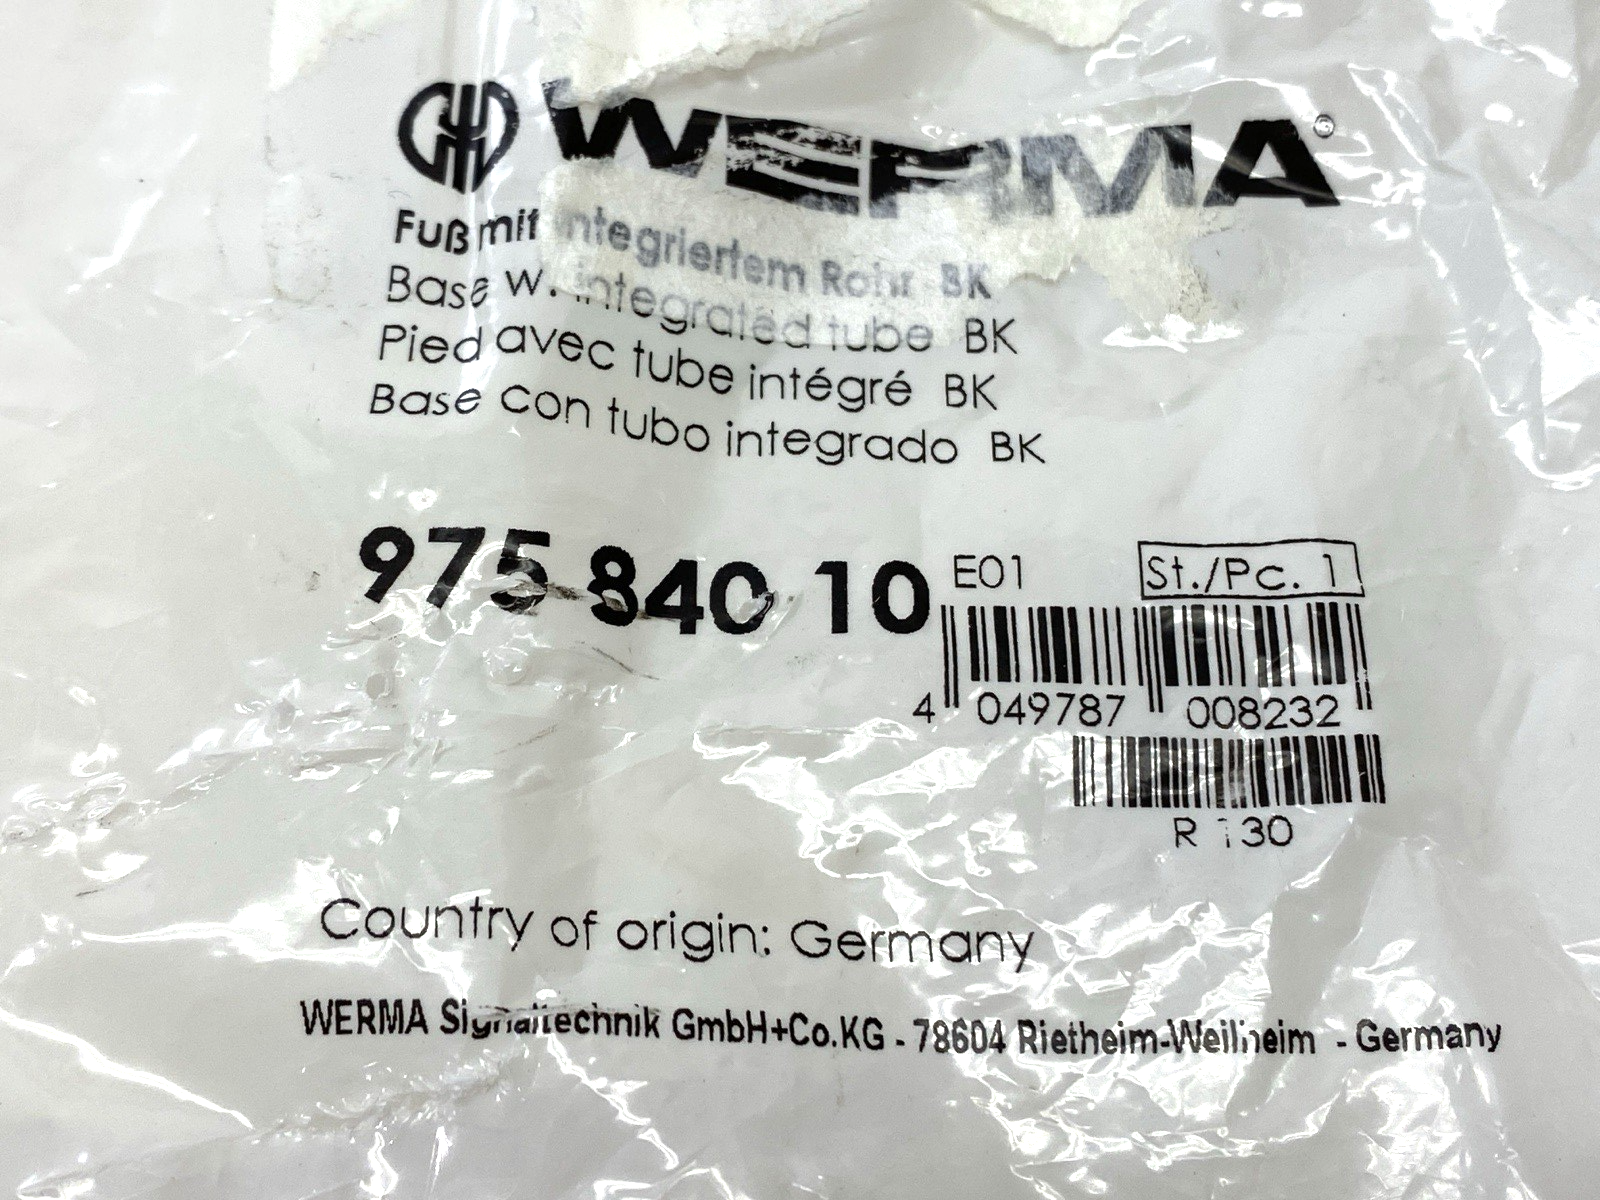 WERMA®
Fuß mit integriertem Rohr BK
Base w. integrated tube BK
Pied avec tube intégré BK
Base con tubo integrado BK
975 840 10 E01 St./Pc. 1
4 049787 008232
R 130
Country of origin: Germany
WERMA Signaltechnik GmbH+Co.KG - 78604 Rietheim-Weilheim - Germany